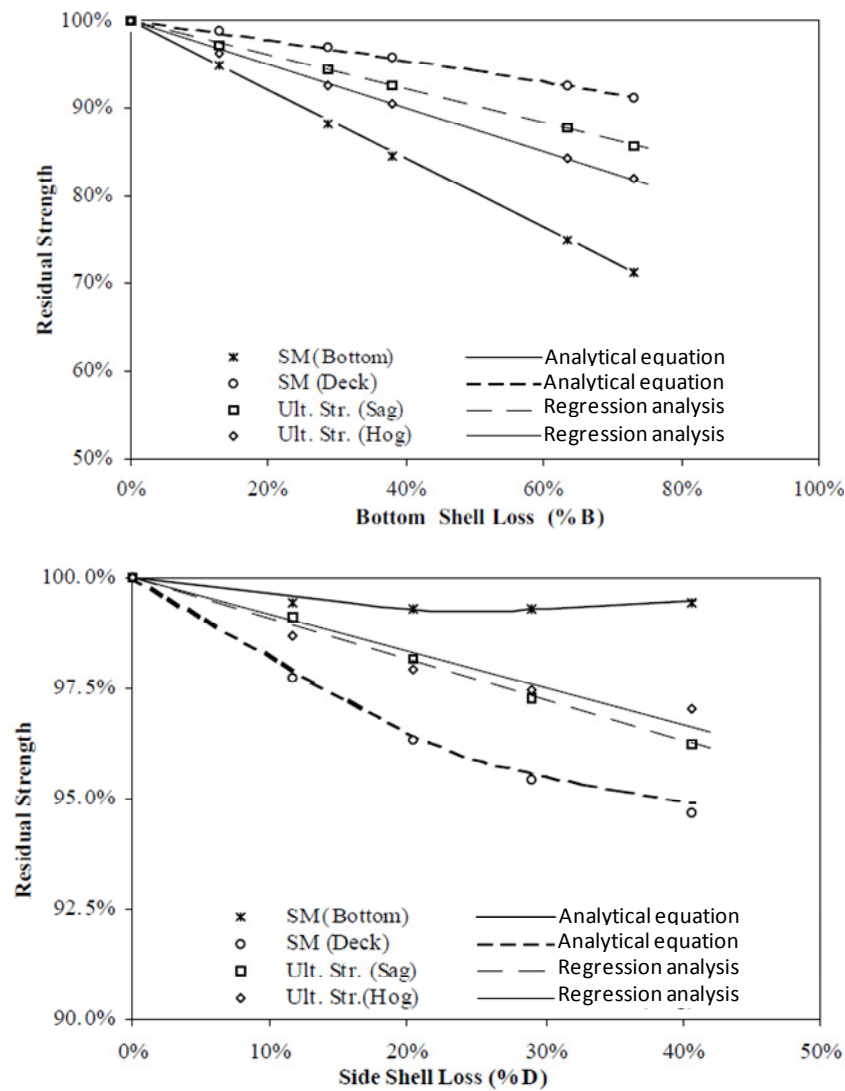 100%
90%
80%
70%
60%
50%
Residual Strength
SM(Bottom) Analytical equation
SM (Deck) Analytical equation
Ult. Str. (Sag) Regression analysis
Ult. Str. (Hog) Regression analysis
0% 20% 40% 60% 80% 100%
Bottom Shell Loss (%B)
100.0%
97.5%
95.0%
92.5%
90.0%
Residual Strength
SM(Bottom) Analytical equation
SM (Deck) Analytical equation
Ult. Str. (Sag) Regression analysis
Ult. Str.(Hog) Regression analysis
0% 10% 20% 30% 40% 50%
Side Shell Loss (%D)